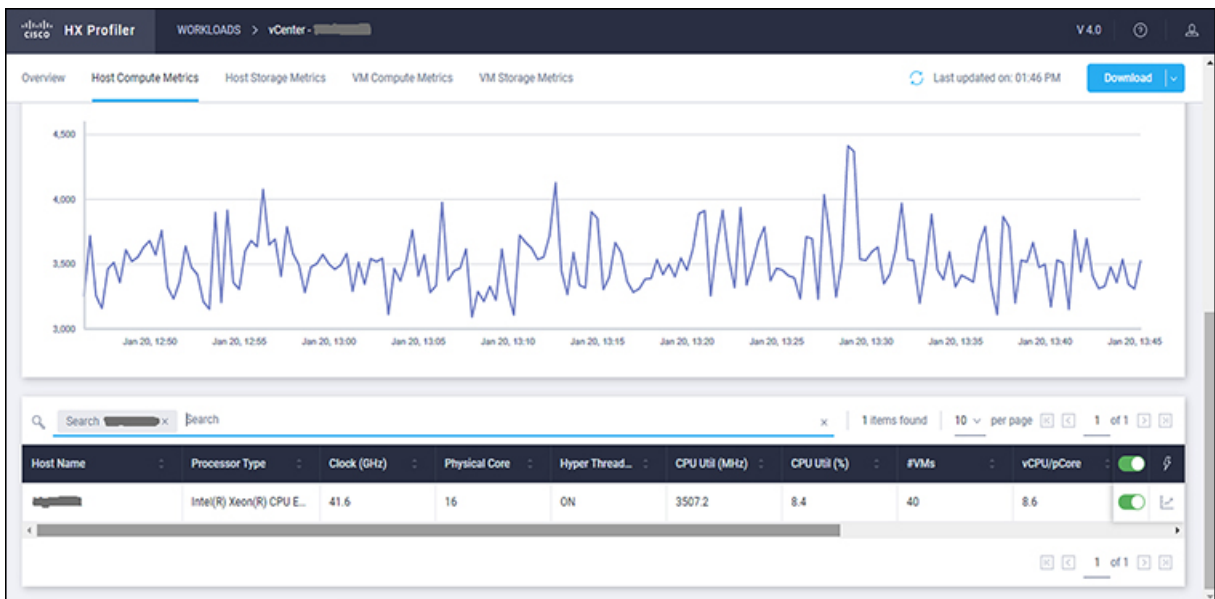 cisco HX Profiler WORKLOADS > vCenter - V 4.0
Overview Host Compute Metrics Host Storage Metrics VM Compute Metrics VM Storage Metrics Last updated on: 01:46 PM Download
4,500
4,000
3,500
3,000
Jan 20, 12:50 Jan 20, 12:55 Jan 20, 13:00 Jan 20, 13:05 Jan 20, 13:10 Jan 20, 13:15 Jan 20, 13:20 Jan 20, 13:25 Jan 20, 13:30 Jan 20, 13:35 Jan 20, 13:40 Jan 20, 13:45
Search × Search × 1 items found 10 per page 1 of 1
Host Name Processor Type Clock (GHz) Physical Core Hyper Thread... CPU Util (MHz) CPU Util (%) #VMs vCPU/pCore
Intel(R) Xeon(R) CPU E... 41.6 16 ON 3507.2 8.4 40 8.6
1 of 1